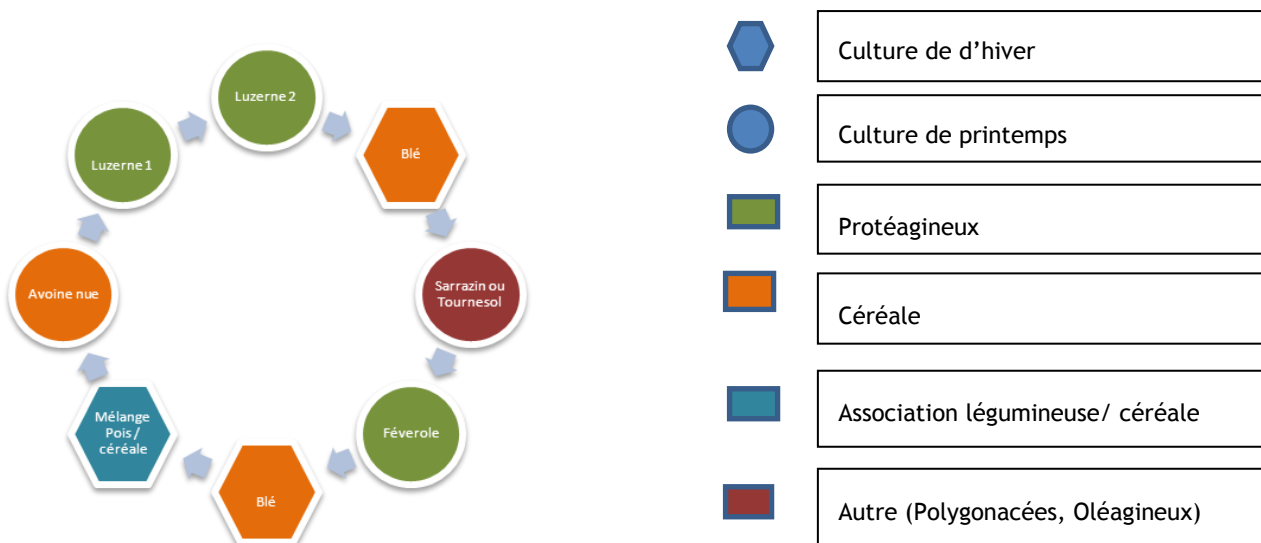 Luzerne 2
Luzerne 1
Blé
Avoine nue
Sarrazin ou
Tournesol
Mélange
Pois /
céréale
Féverole
Blé
Culture de d’hiver
Culture de printemps
Protéagineux
Céréale
Association légumineuse/ céréale
Autre (Polygonacées, Oléagineux)